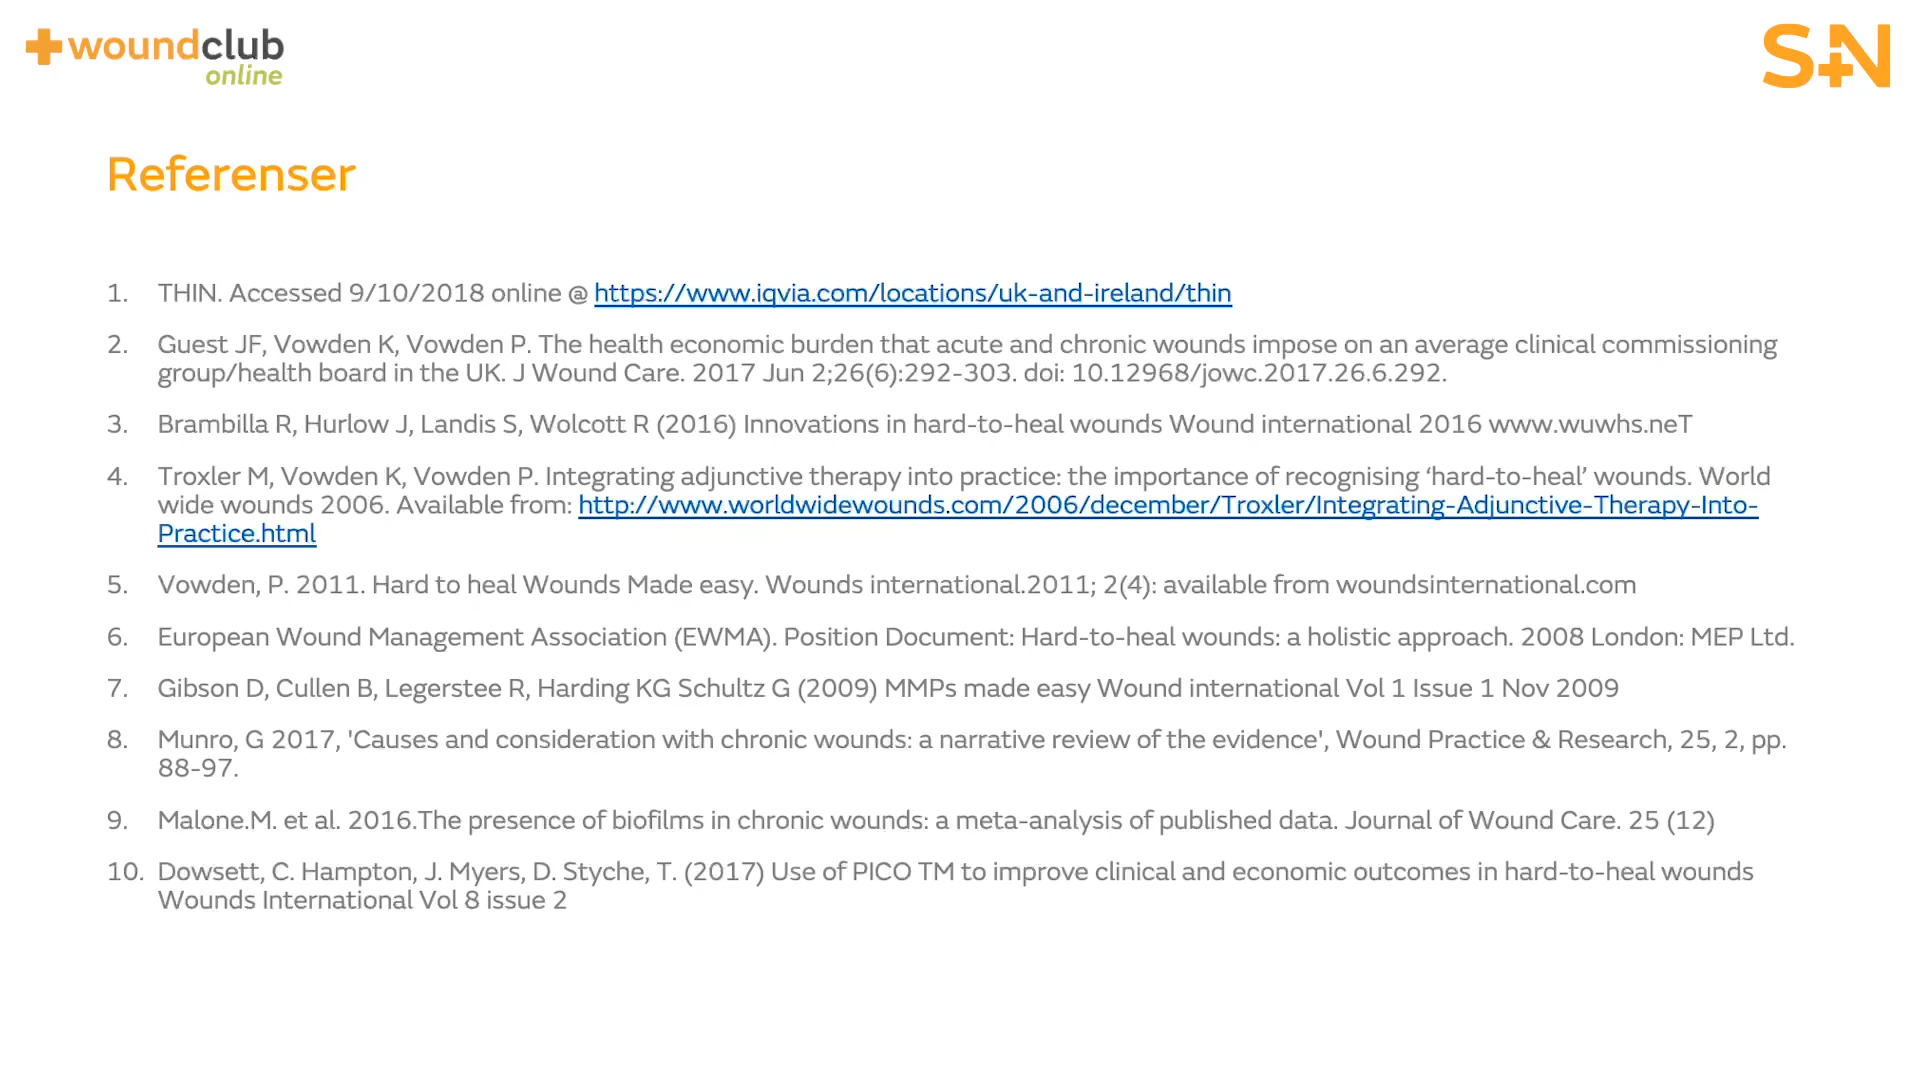 woundclub
online
S+N
Referenser
1. THIN. Accessed 9/10/2018 online @ https://www.iqvia.com/locations/uk-and-ireland/thin
2. Guest JF, Vowden K, Vowden P. The health economic burden that acute and chronic wounds impose on an average clinical commissioning
group/health board in the UK. J Wound Care. 2017 Jun 2;26(6):292-303. doi: 10.12968/jowc.2017.26.6.292.
3. Brambilla R, Hurlow J, Landis S, Wolcott R (2016) Innovations in hard-to-heal wounds Wound international 2016 www.wuwhs.neT
4. Troxler M, Vowden K, Vowden P. Integrating adjunctive therapy into practice: the importance of recognising ‘hard-to-heal’ wounds. World
wide wounds 2006. Available from: http://www.worldwidewounds.com/2006/december/Troxler/Integrating-Adjunctive-Therapy-Into-
Practice.html
5. Vowden, P. 2011. Hard to heal Wounds Made easy. Wounds international.2011; 2(4): available from woundsinternational.com
6. European Wound Management Association (EWMA). Position Document: Hard-to-heal wounds: a holistic approach. 2008 London: MEP Ltd.
7. Gibson D, Cullen B, Legerstee R, Harding KG Schultz G (2009) MMPs made easy Wound international Vol 1 Issue 1 Nov 2009
8. Munro, G 2017, 'Causes and consideration with chronic wounds: a narrative review of the evidence', Wound Practice & Research, 25, 2, pp.
88-97.
9. Malone.M. et al. 2016.The presence of biofilms in chronic wounds: a meta-analysis of published data. Journal of Wound Care. 25 (12)
10. Dowsett, C. Hampton, J. Myers, D. Styche, T. (2017) Use of PICO TM to improve clinical and economic outcomes in hard-to-heal wounds
Wounds International Vol 8 issue 2